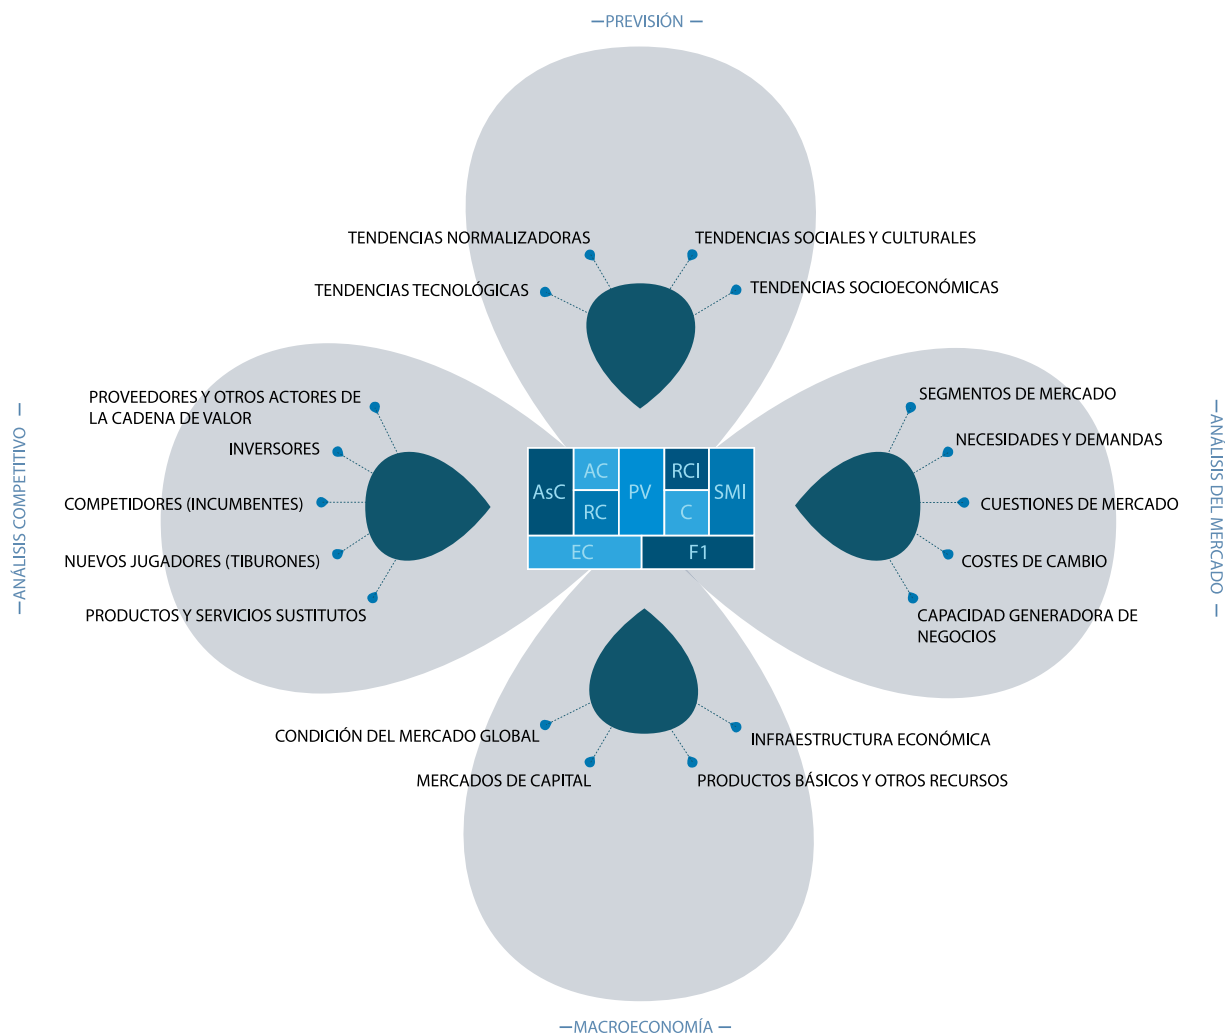 —PREVISIÓN —
TENDENCIAS NORMALIZADORAS
TENDENCIAS SOCIALES Y CULTURALES
TENDENCIAS TECNOLÓGICAS
TENDENCIAS SOCIOECONÓMICAS
—ANÁLISIS COMPETITIVO —
PROVEEDORES Y OTROS ACTORES DE
LA CADENA DE VALOR
INVERSORES
COMPETIDORES (INCUMBENTES)
NUEVOS JUGADORES (TIBURONES)
PRODUCTOS Y SERVICIOS SUSTITUTOS
AsC
AC
RC
PV
RCI
C
SMI
EC
F1
SEGMENTOS DE MERCADO
NECESIDADES Y DEMANDAS
CUESTIONES DE MERCADO
COSTES DE CAMBIO
CAPACIDAD GENERADORA DE
NEGOCIOS
—ANÁLISIS DEL MERCADO —
CONDICIÓN DEL MERCADO GLOBAL
INFRAESTRUCTURA ECONÓMICA
MERCADOS DE CAPITAL
PRODUCTOS BÁSICOS Y OTROS RECURSOS
—MACROECONOMÍA —